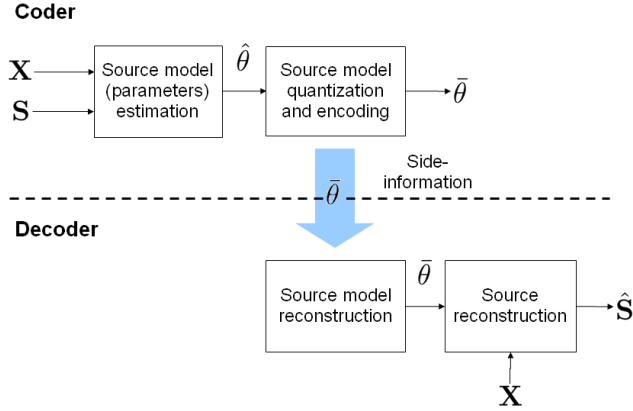 Coder
X
S
Source model
(parameters)
estimation
θ̂
Source model
quantization
and encoding
θ̄
Side-
information
θ̄
Decoder
Source model
reconstruction
θ̄
Source
reconstruction
Ŝ
X